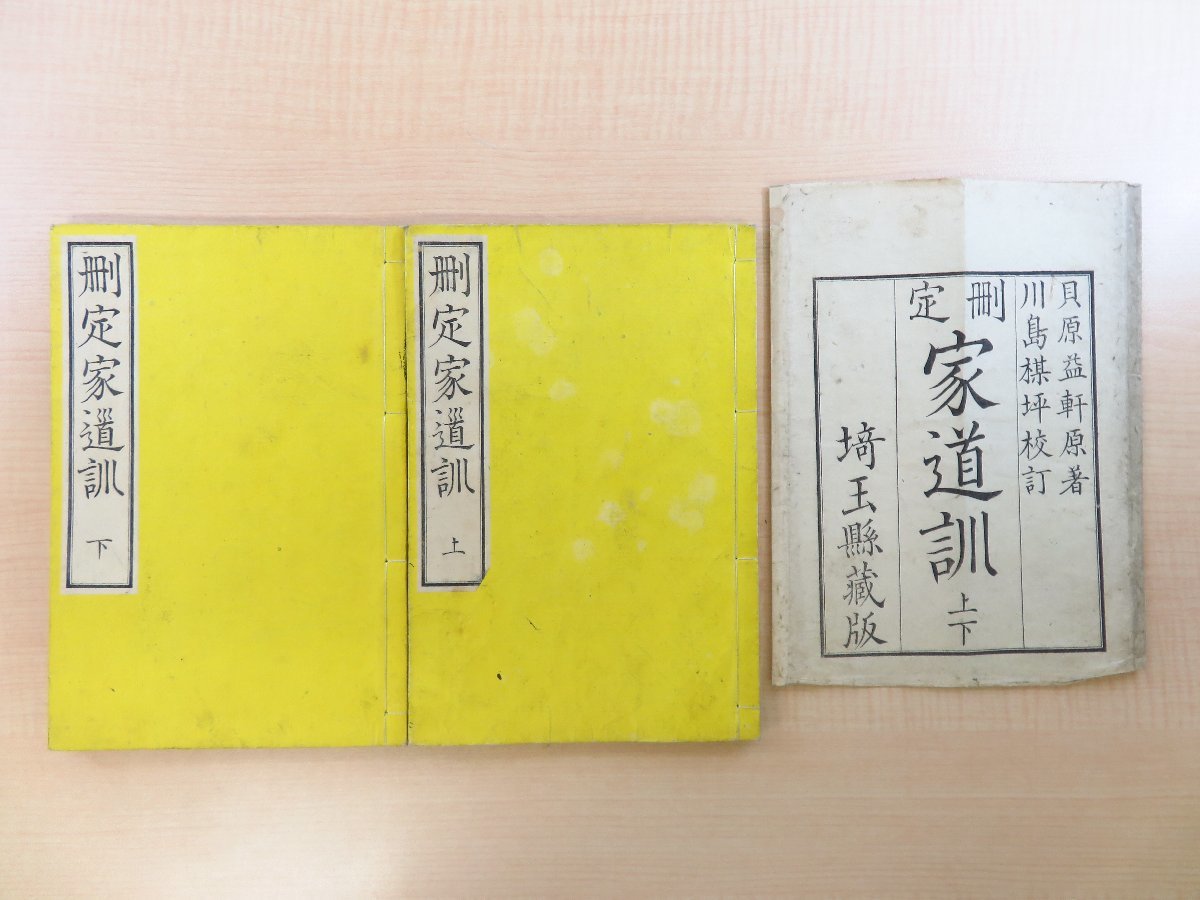 貝原益軒原著
川島楳坪校訂
刪定
家道訓 上下
埼玉縣藏版
刪定家道訓 上
刪定家道訓 下